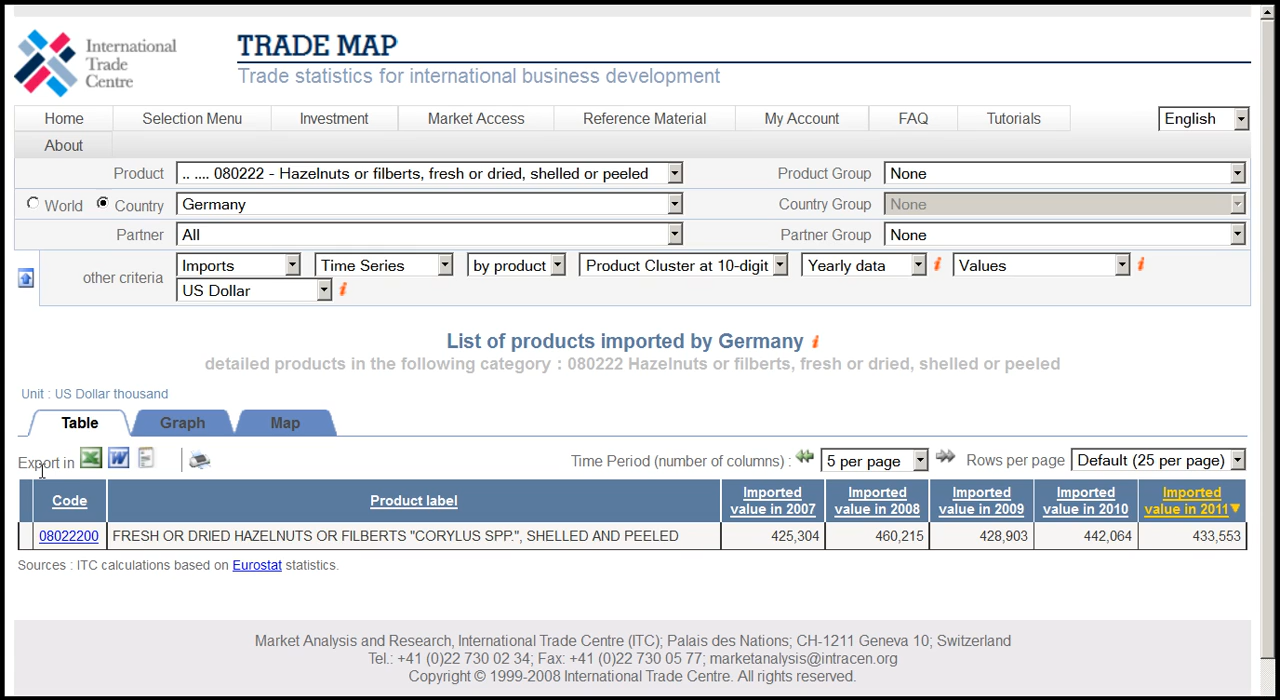 International
Trade
Centre
TRADE MAP
Trade statistics for international business development
Home Selection Menu Investment Market Access Reference Material My Account FAQ Tutorials English
About
Product .. .... 080222 - Hazelnuts or filberts, fresh or dried, shelled or peeled Product Group None
World Country Germany Country Group None
Partner All Partner Group None
other criteria Imports Time Series by product Product Cluster at 10-digit Yearly data i Values i
US Dollar i
List of products imported by Germany i
detailed products in the following category : 080222 Hazelnuts or filberts, fresh or dried, shelled or peeled
Unit : US Dollar thousand
Table Graph Map
Export in Time Period (number of columns) : 5 per page Rows per page Default (25 per page)
Code Product label Imported value in 2007 Imported value in 2008 Imported value in 2009 Imported value in 2010 Imported value in 2011▼
08022200 FRESH OR DRIED HAZELNUTS OR FILBERTS "CORYLUS SPP.", SHELLED AND PEELED 425,304 460,215 428,903 442,064 433,553
Sources : ITC calculations based on Eurostat statistics.
Market Analysis and Research, International Trade Centre (ITC); Palais des Nations; CH-1211 Geneva 10; Switzerland
Tel.: +41 (0)22 730 02 34; Fax: +41 (0)22 730 05 77; marketanalysis@intracen.org
Copyright © 1999-2008 International Trade Centre. All rights reserved.